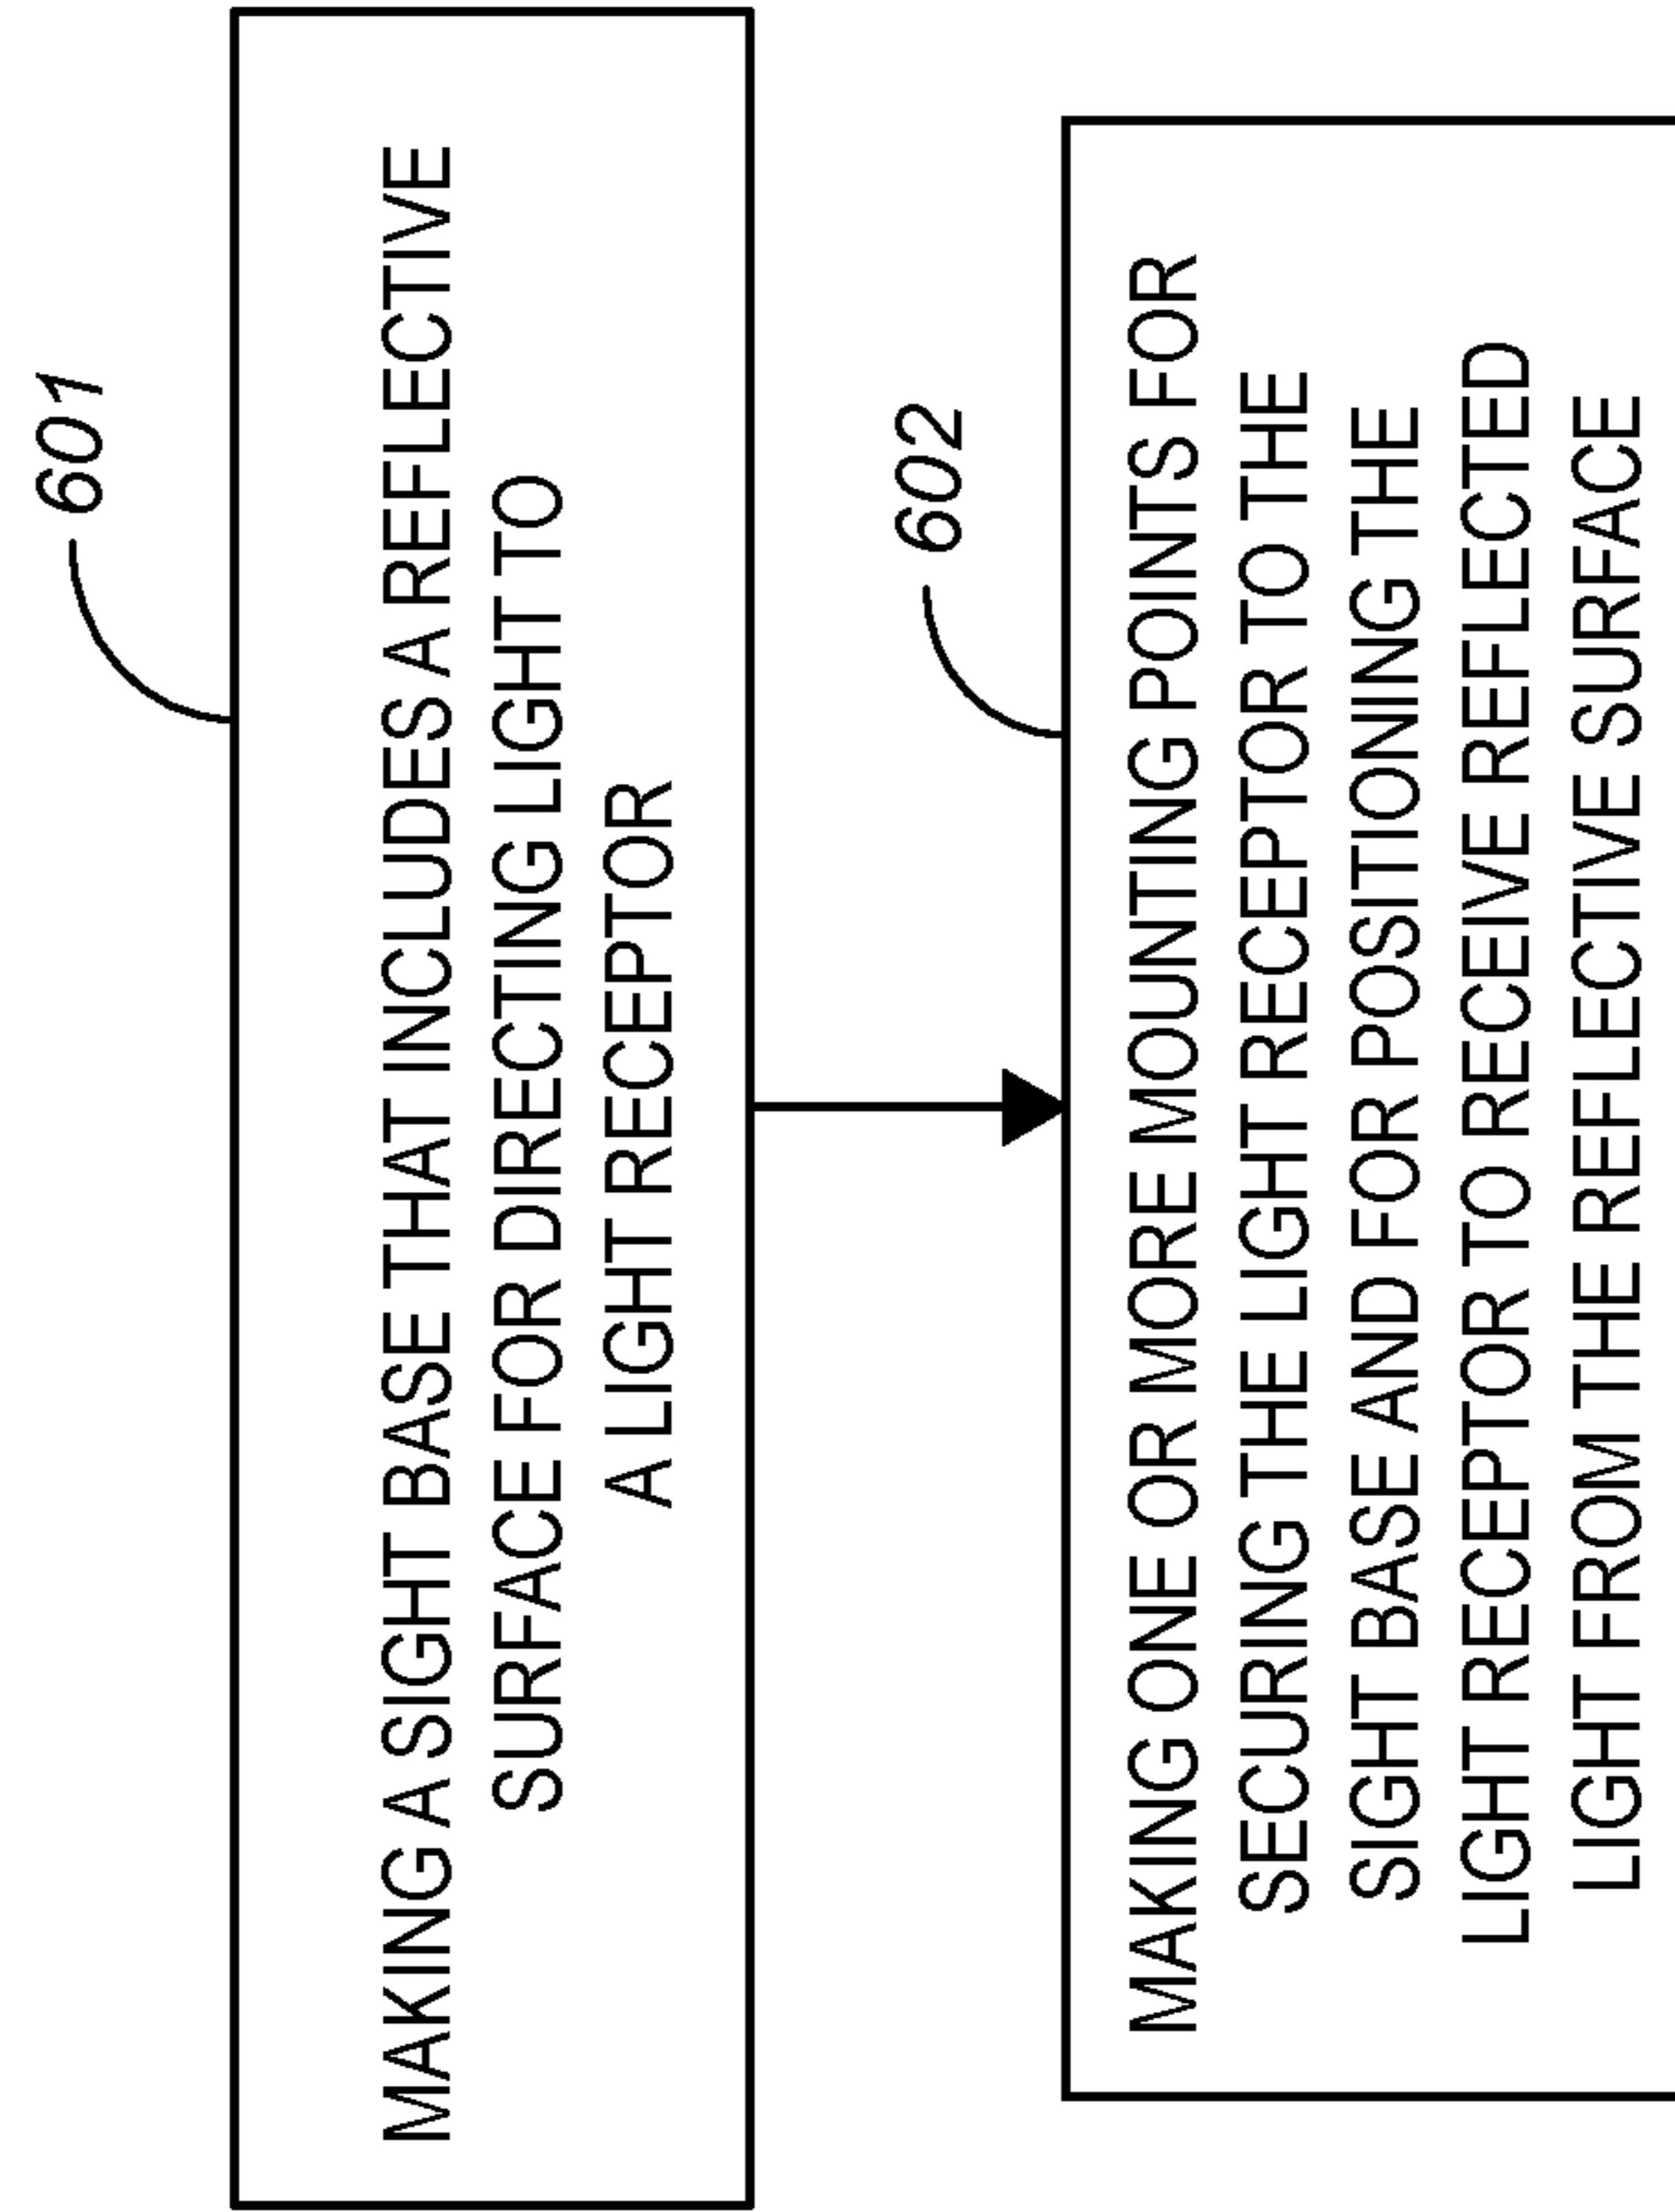 601
MAKING A SIGHT BASE THAT INCLUDES A REFLECTIVE
SURFACE FOR DIRECTING LIGHT TO
A LIGHT RECEPTOR
602
MAKING ONE OR MORE MOUNTING POINTS FOR
SECURING THE LIGHT RECEPTOR TO THE
SIGHT BASE AND FOR POSITIONING THE
LIGHT RECEPTOR TO RECEIVE REFLECTED
LIGHT FROM THE REFLECTIVE SURFACE